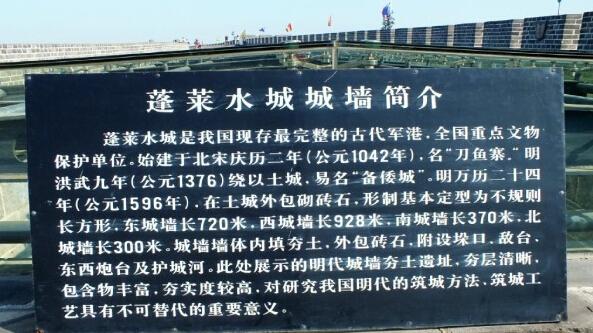 蓬莱水城城墙简介
蓬莱水城是我国现存最完整的古代军港，全国重点文物
保护单位。始建于北宋庆历二年（公元1042年），名“刀鱼寨。”明
洪武九年（公元1376）绕以土城，易名“备倭城”。明万历二十四
年（公元1596年），在土城外包砌砖石，形制基本定型为不规则
长方形，东城墙长720米，西城墙长928米，南城墙长370米，北
城墙长300米。城墙墙体内填夯土，外包砖石，附设垛口，敌台、
东西炮台及护城河。此处展示的明代城墙夯土遗址，夯层清晰，
包含物丰富，夯实度较高，对研究我国明代的筑城方法，筑城工
艺具有不可替代的重要意义。